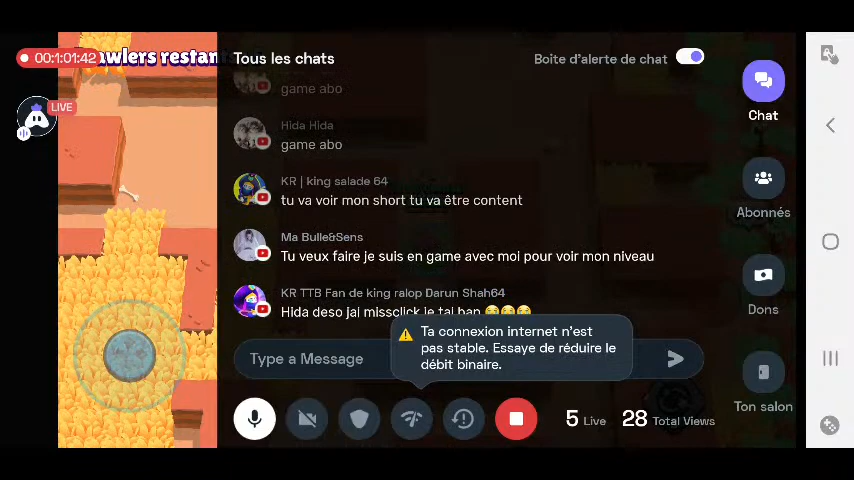 00:1:01:42
awlers restan
Tous les chats
Boite d'alerte de chat
LIVE
game abo
Chat
Hida Hida
game abo
KR | king salade 64
tu va voir mon short tu va être content
Abonnés
Ma Bulle&Sens
Tu veux faire je suis en game avec moi pour voir mon niveau
KR TTB Fan de king ralop Darun Shah64
Hida deso jai missclick je tai ban 😭😭😭
Dons
Ta connexion internet n'est
pas stable. Essaye de réduire le
débit binaire.
Type a Message
Ton salon
5 Live 28 Total Views